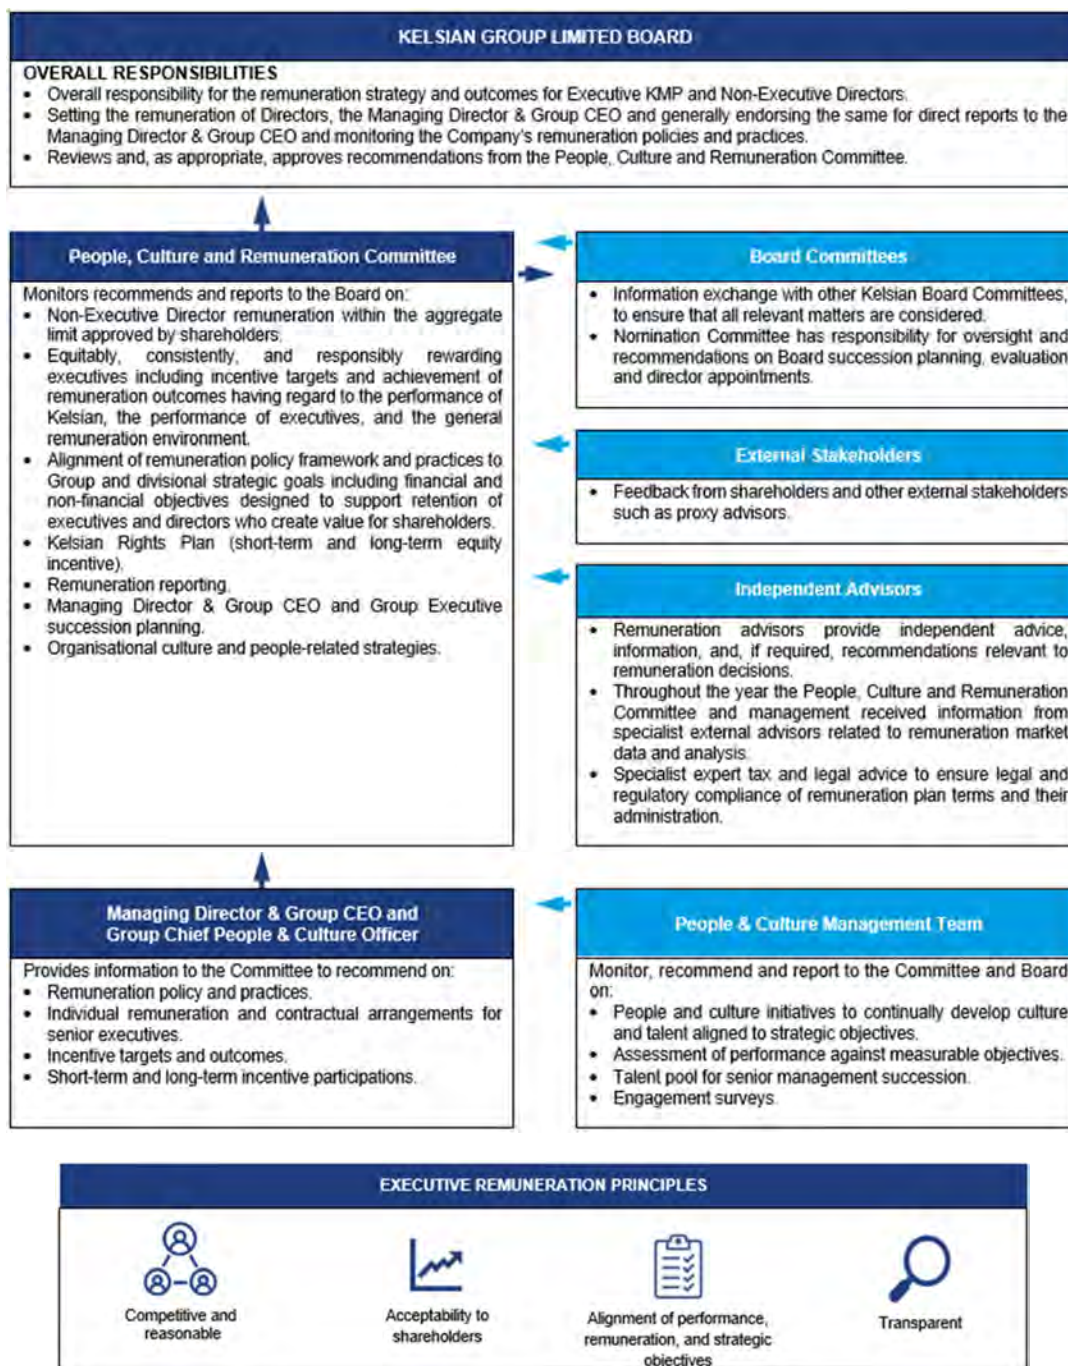 KELSIAN GROUP LIMITED BOARD
OVERALL RESPONSIBILITIES
• Overall responsibility for the remuneration strategy and outcomes for Executive KMP and Non-Executive Directors.
• Setting the remuneration of Directors, the Managing Director & Group CEO and generally endorsing the same for direct reports to the
Managing Director & Group CEO and monitoring the Company's remuneration policies and practices.
• Reviews and, as appropriate, approves recommendations from the People, Culture and Remuneration Committee.
People, Culture and Remuneration Committee
Monitors recommends and reports to the Board on:
• Non-Executive Director remuneration within the aggregate
limit approved by shareholders.
• Equitably, consistently, and responsibly rewarding
executives including incentive targets and achievement of
remuneration outcomes having regard to the performance of
Kelsian, the performance of executives, and the general
remuneration environment.
• Alignment of remuneration policy framework and practices to
Group and divisional strategic goals including financial and
non-financial objectives designed to support retention of
executives and directors who create value for shareholders.
• Kelsian Rights Plan (short-term and long-term equity
incentive).
• Remuneration reporting.
• Managing Director & Group CEO and Group Executive
succession planning.
• Organisational culture and people-related strategies.
Board Committees
• Information exchange with other Kelsian Board Committees,
to ensure that all relevant matters are considered.
• Nomination Committee has responsibility for oversight and
recommendations on Board succession planning, evaluation
and director appointments.
External Stakeholders
• Feedback from shareholders and other external stakeholders
such as proxy advisors.
Independent Advisors
• Remuneration advisors provide independent advice,
information, and, if required, recommendations relevant to
remuneration decisions.
• Throughout the year the People, Culture and Remuneration
Committee and management received information from
specialist external advisors related to remuneration market
data and analysis.
• Specialist expert tax and legal advice to ensure legal and
regulatory compliance of remuneration plan terms and their
administration.
Managing Director & Group CEO and
Group Chief People & Culture Officer
Provides information to the Committee to recommend on:
• Remuneration policy and practices.
• Individual remuneration and contractual arrangements for
senior executives.
• Incentive targets and outcomes.
• Short-term and long-term incentive participations.
People & Culture Management Team
Monitor, recommend and report to the Committee and Board
on:
• People and culture initiatives to continually develop culture
and talent aligned to strategic objectives.
• Assessment of performance against measurable objectives.
• Talent pool for senior management succession.
• Engagement surveys.
EXECUTIVE REMUNERATION PRINCIPLES
Competitive and
reasonable
Acceptability to
shareholders
Alignment of performance,
remuneration, and strategic
objectives
Transparent